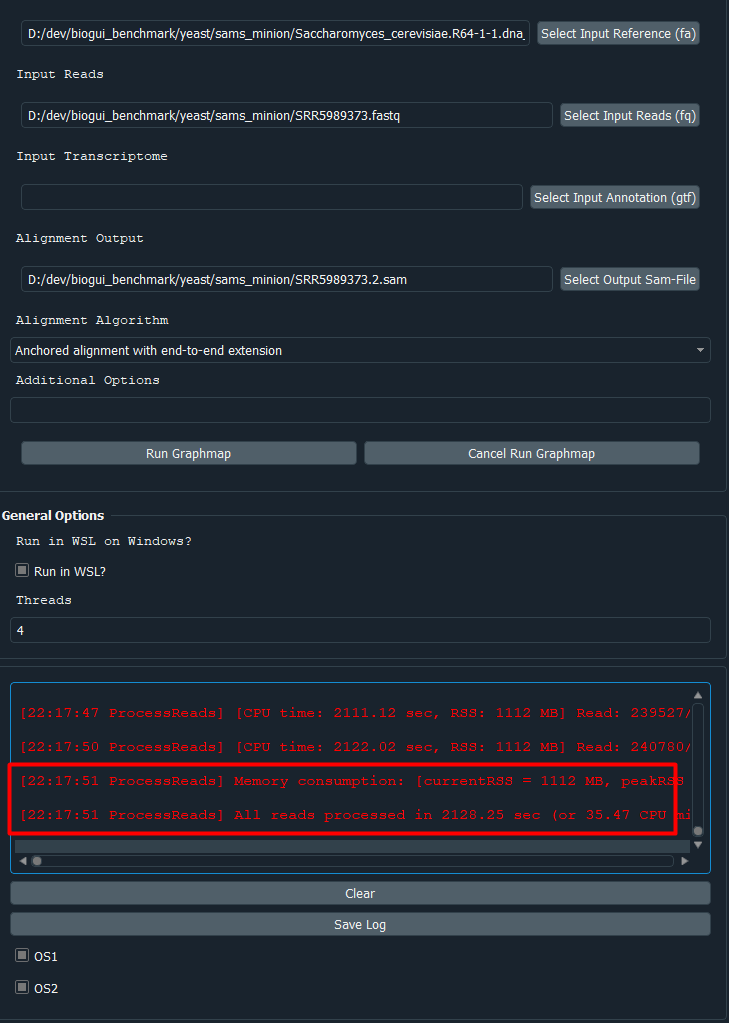 D:/dev/biogui_benchmark/yeast/sams_minion/Saccharomyces_cerevisiae.R64-1-1.dna_ Select Input Reference (fa)
Input Reads
D:/dev/biogui_benchmark/yeast/sams_minion/SRR5989373.fastq Select Input Reads (fq)
Input Transcriptome
Select Input Annotation (gtf)
Alignment Output
D:/dev/biogui_benchmark/yeast/sams_minion/SRR5989373.2.sam Select Output Sam-File
Alignment Algorithm
Anchored alignment with end-to-end extension
Additional Options
Run Graphmap Cancel Run Graphmap
General Options
Run in WSL on Windows?
Run in WSL?
Threads
4
[22:17:47 ProcessReads] [CPU time: 2111.12 sec, RSS: 1112 MB] Read: 239527/
[22:17:50 ProcessReads] [CPU time: 2122.02 sec, RSS: 1112 MB] Read: 240780/
[22:17:51 ProcessReads] Memory consumption: [currentRSS = 1112 MB, peakRSS
[22:17:51 ProcessReads] All reads processed in 2128.25 sec (or 35.47 CPU mi
Clear
Save Log
OS1
OS2